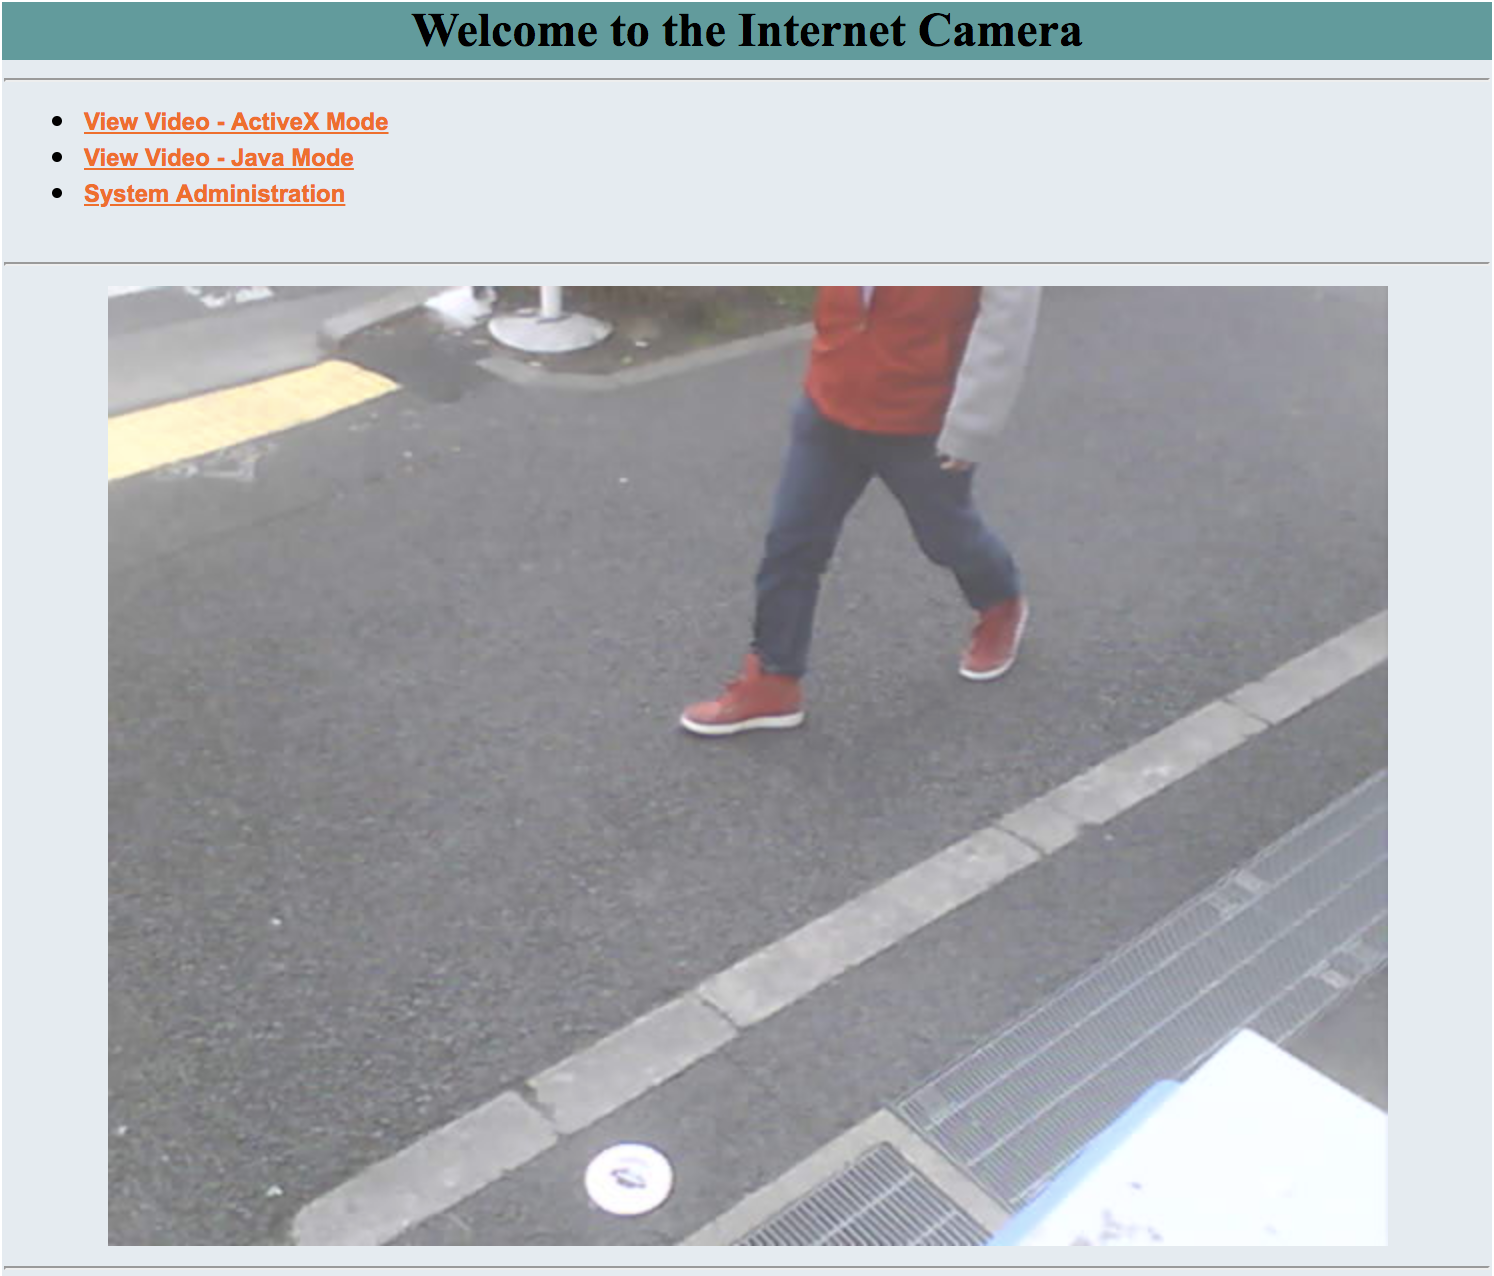 Welcome to the Internet Camera
View Video - ActiveX Mode
View Video - Java Mode
System Administration